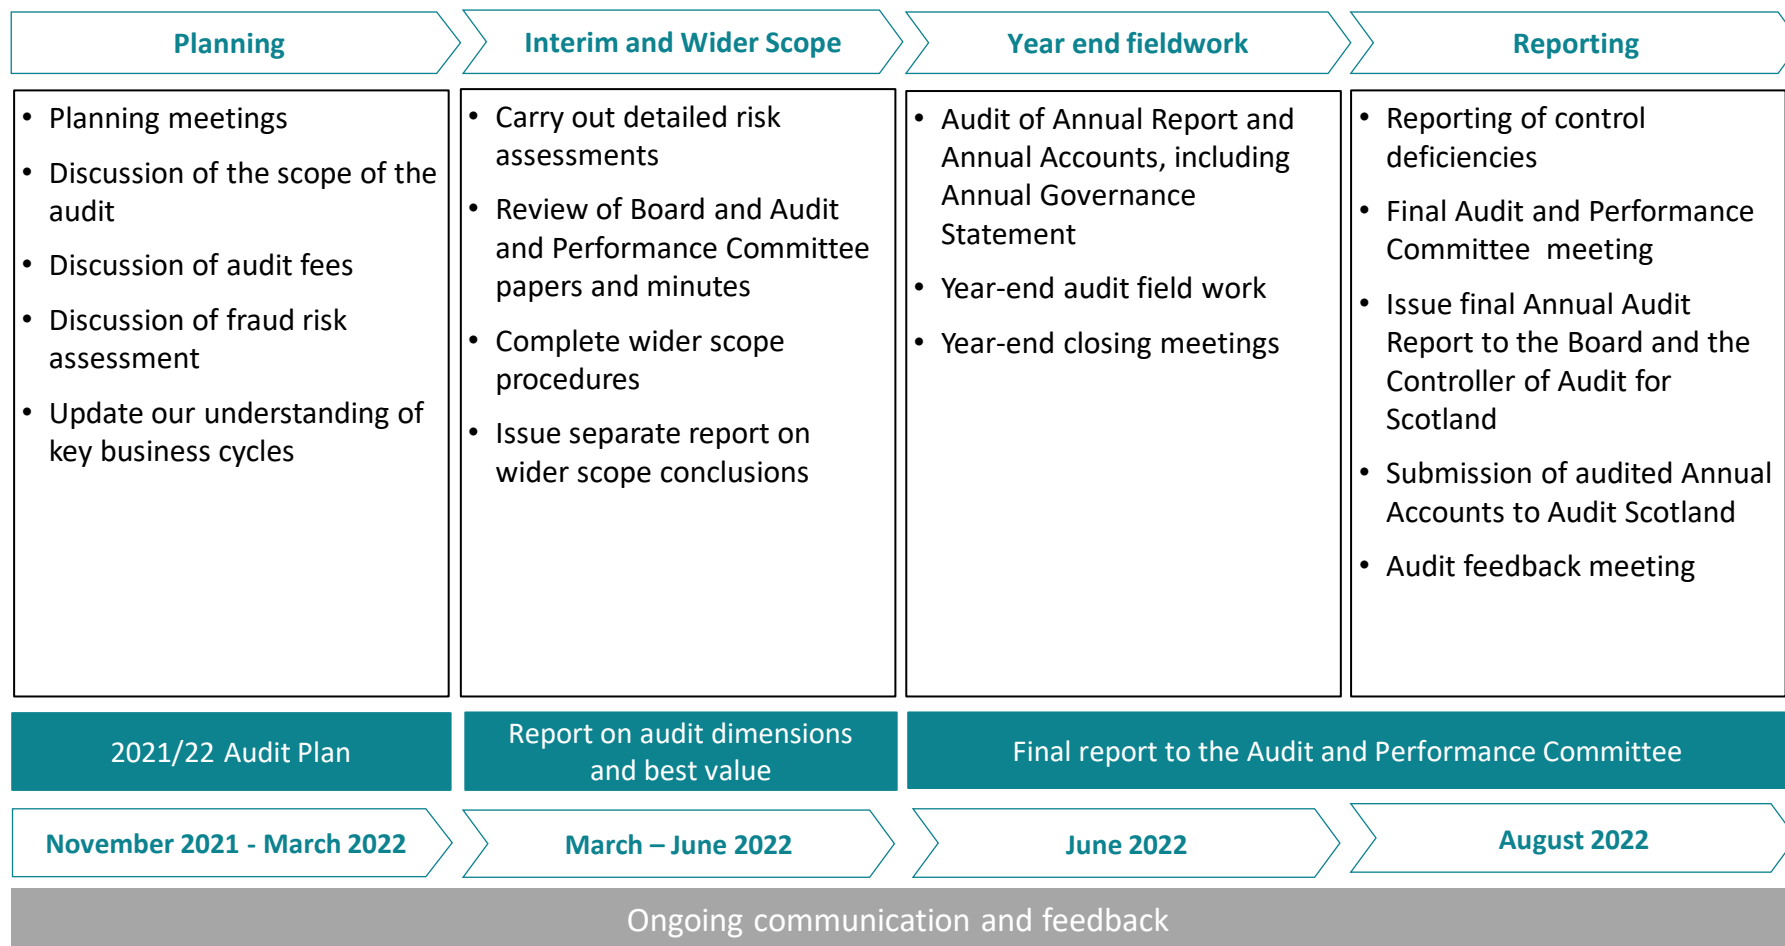 Planning
Interim and Wider Scope
Year end fieldwork
Reporting
• Planning meetings
• Discussion of the scope of the
audit
• Discussion of audit fees
• Discussion of fraud risk
assessment
• Update our understanding of
key business cycles
• Carry out detailed risk
assessments
• Review of Board and Audit
and Performance Committee
papers and minutes
• Complete wider scope
procedures
• Issue separate report on
wider scope conclusions
• Audit of Annual Report and
Annual Accounts, including
Annual Governance
Statement
• Year-end audit field work
• Year-end closing meetings
• Reporting of control
deficiencies
• Final Audit and Performance
Committee  meeting
• Issue final Annual Audit
Report to the Board and the
Controller of Audit for
Scotland
• Submission of audited Annual
Accounts to Audit Scotland
• Audit feedback meeting
2021/22 Audit Plan
Report on audit dimensions
and best value
Final report to the Audit and Performance Committee
November 2021 - March 2022
March – June 2022
June 2022
August 2022
Ongoing communication and feedback